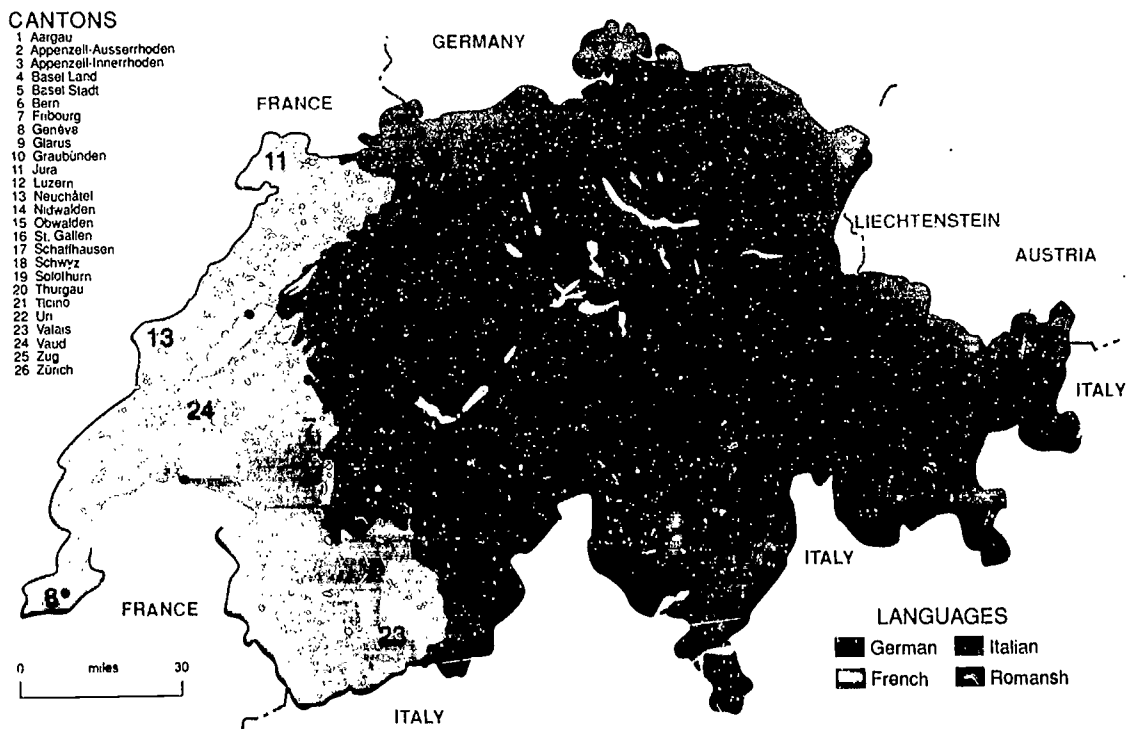 CANTONS
1 Aargau
2 Appenzell-Ausserrhoden
3 Appenzell-Innerrhoden
4 Basel Land
5 Basel Stadt
6 Bern
7 Fribourg
8 Genève
9 Glarus
10 Graubünden
11 Jura
12 Luzern
13 Neuchâtel
14 Nidwalden
15 Obwalden
16 St. Gallen
17 Schaffhausen
18 Schwyz
19 Solothurn
20 Thurgau
21 Ticino
22 Uri
23 Valais
24 Vaud
25 Zug
26 Zürich
GERMANY
FRANCE
11
LIECHTENSTEIN
AUSTRIA
13
ITALY
24
7
ITALY
8
FRANCE
23
0 miles 30
ITALY
LANGUAGES
German Italian
French Romansh